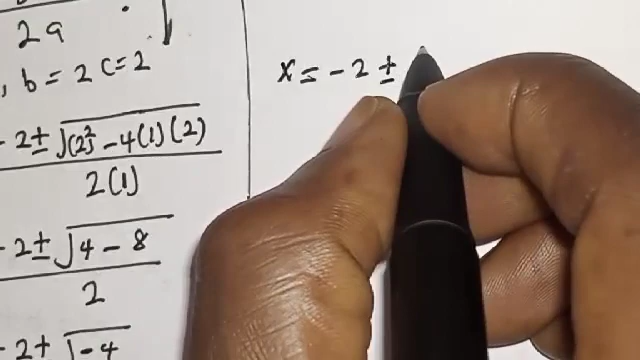 2a
, b = 2 c = 2
- 2 ± √(2)² - 4(1)(2)
2(1)
- 2 ± √4 - 8
2
- 2 ± √-4
x = -2 ±